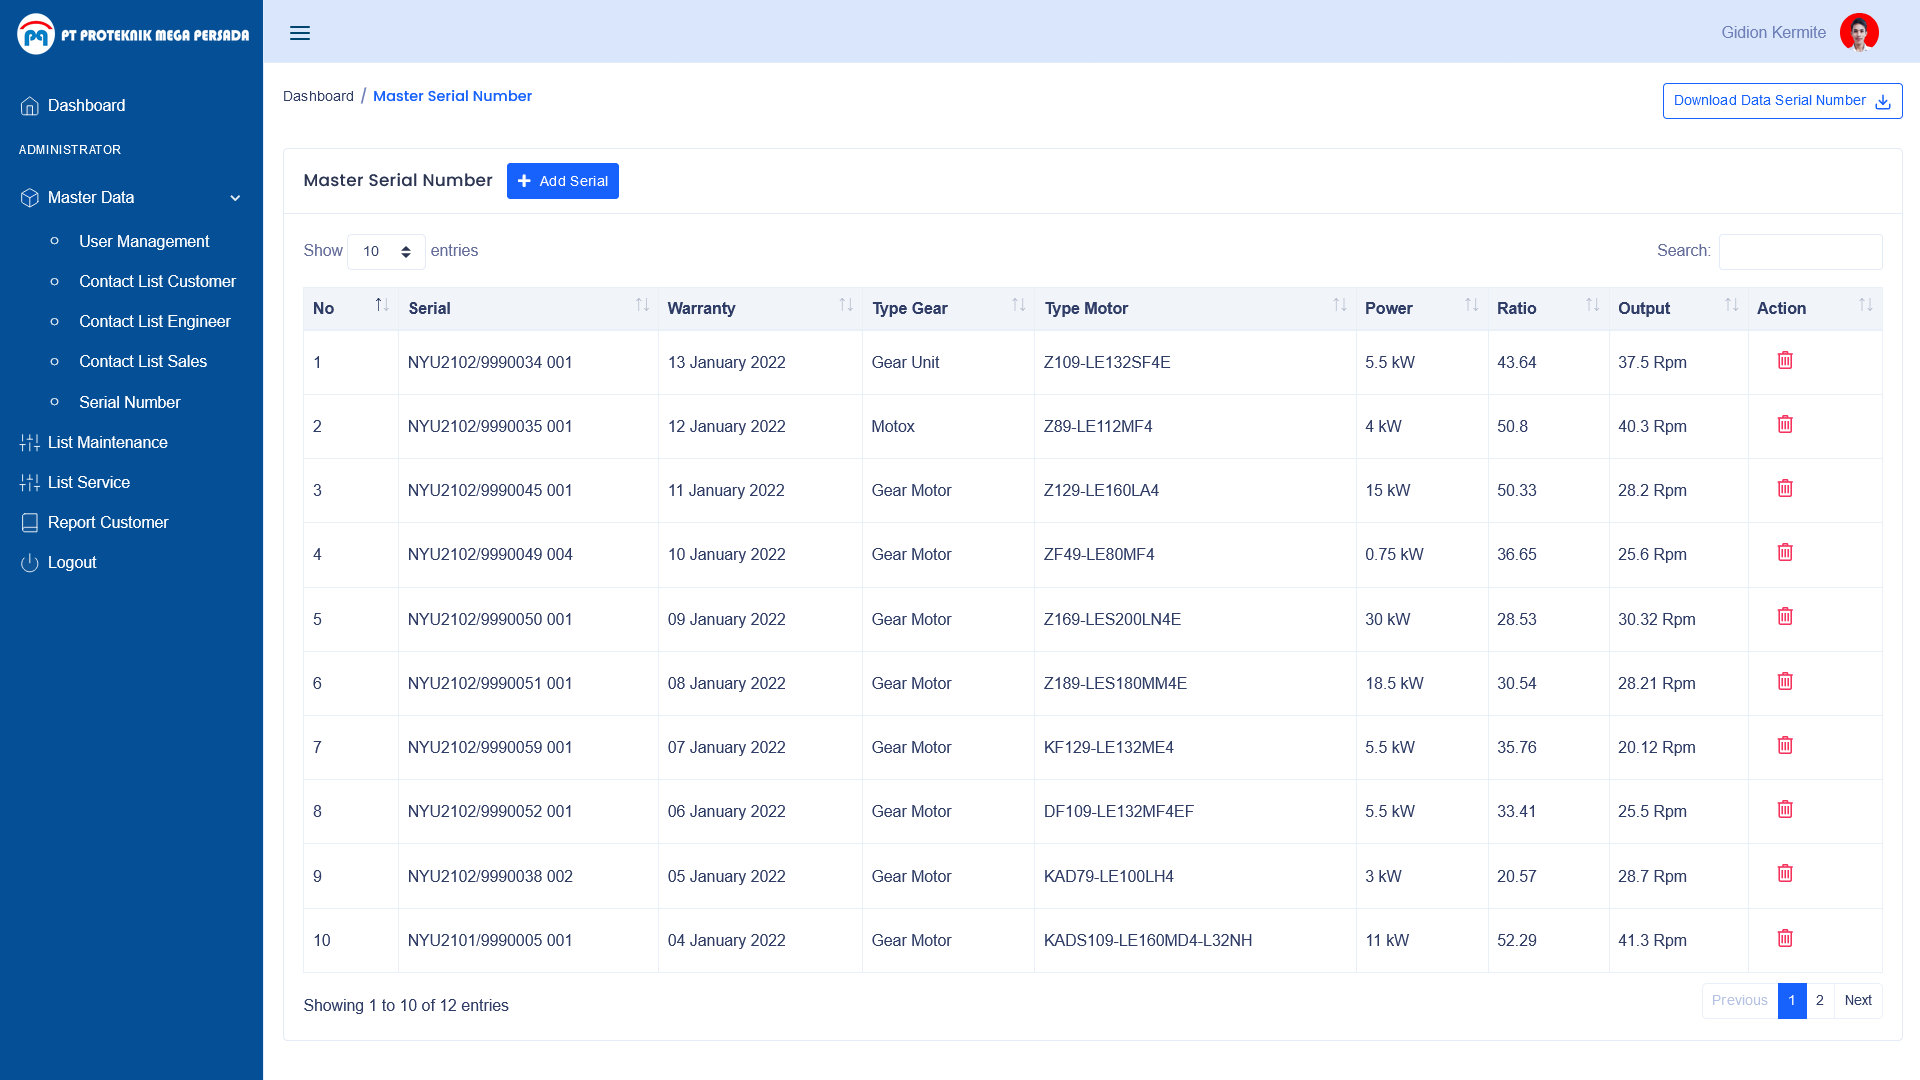 PT PROTEKNIK MEGA PERSADA
Gidion Kermite
Dashboard
ADMINISTRATOR
Master Data
User Management
Contact List Customer
Contact List Engineer
Contact List Sales
Serial Number
List Maintenance
List Service
Report Customer
Logout
Dashboard / Master Serial Number
Download Data Serial Number
Master Serial Number + Add Serial
Show 10 entries
Search:
No Serial Warranty Type Gear Type Motor Power Ratio Output Action
1 NYU2102/9990034 001 13 January 2022 Gear Unit Z109-LE132SF4E 5.5 kW 43.64 37.5 Rpm
2 NYU2102/9990035 001 12 January 2022 Motox Z89-LE112MF4 4 kW 50.8 40.3 Rpm
3 NYU2102/9990045 001 11 January 2022 Gear Motor Z129-LE160LA4 15 kW 50.33 28.2 Rpm
4 NYU2102/9990049 004 10 January 2022 Gear Motor ZF49-LE80MF4 0.75 kW 36.65 25.6 Rpm
5 NYU2102/9990050 001 09 January 2022 Gear Motor Z169-LES200LN4E 30 kW 28.53 30.32 Rpm
6 NYU2102/9990051 001 08 January 2022 Gear Motor Z189-LES180MM4E 18.5 kW 30.54 28.21 Rpm
7 NYU2102/9990059 001 07 January 2022 Gear Motor KF129-LE132ME4 5.5 kW 35.76 20.12 Rpm
8 NYU2102/9990052 001 06 January 2022 Gear Motor DF109-LE132MF4EF 5.5 kW 33.41 25.5 Rpm
9 NYU2102/9990038 002 05 January 2022 Gear Motor KAD79-LE100LH4 3 kW 20.57 28.7 Rpm
10 NYU2101/9990005 001 04 January 2022 Gear Motor KADS109-LE160MD4-L32NH 11 kW 52.29 41.3 Rpm
Showing 1 to 10 of 12 entries
Previous 1 2 Next